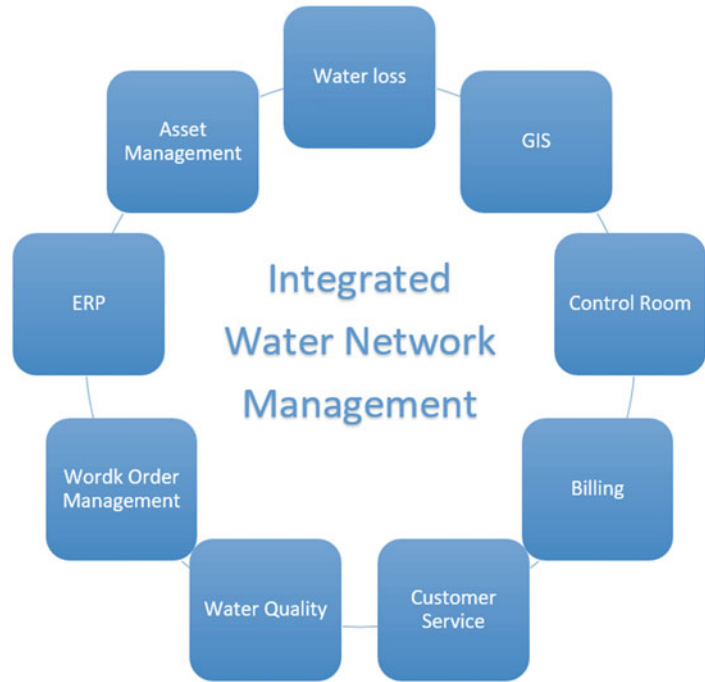 Water loss
GIS
Control Room
Billing
Customer
Service
Water Quality
Wordk Order
Management
ERP
Asset
Management
Integrated
Water Network
Management